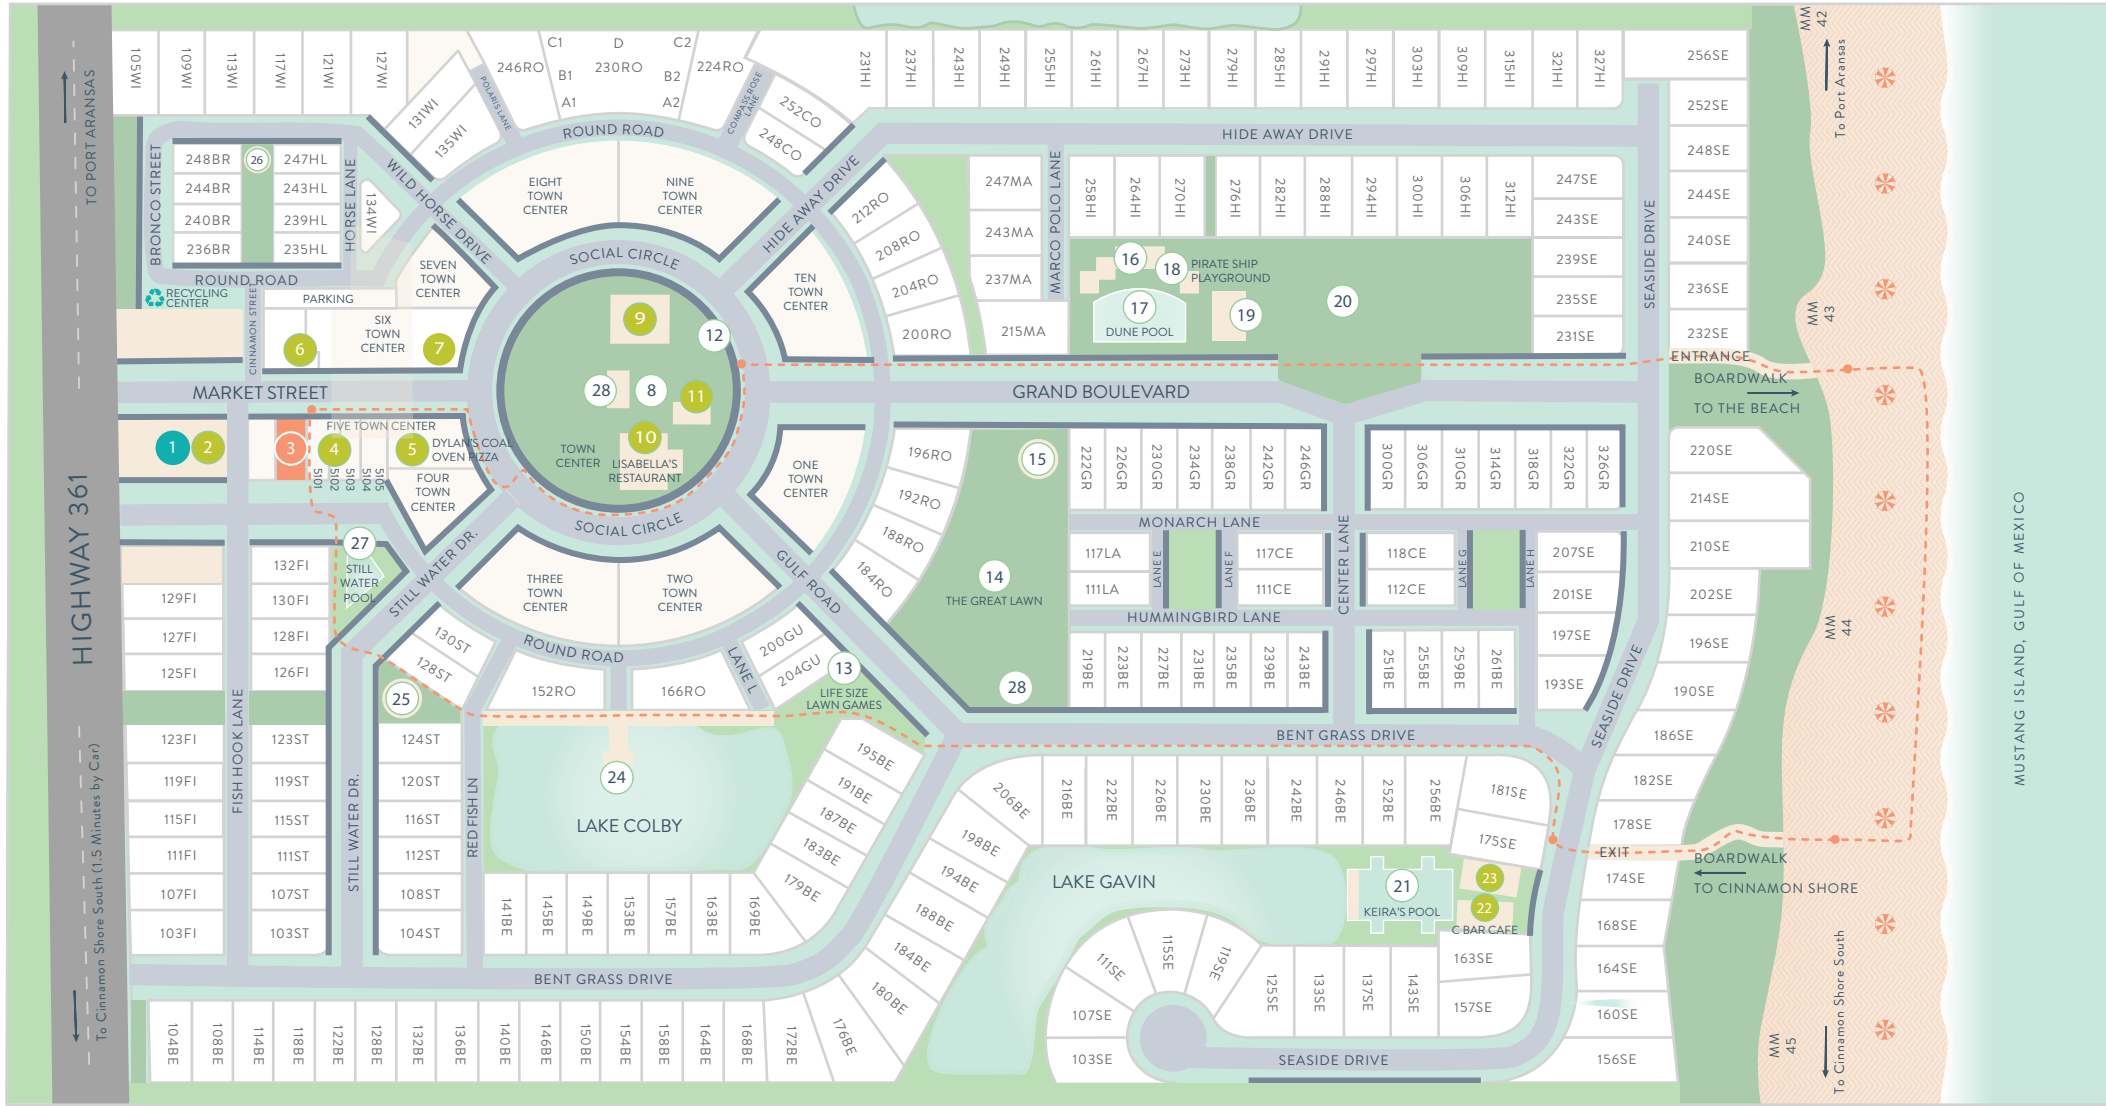 105WI
109WI
113WI
117WI
121WI
127WI
131WI
135WI
POLARIS LANE
246RO
C1
D
C2
230RO
B1
B2
A1
A2
224RO
COMPASS ROSE LANE
252CO
248CO
231HI
237HI
243HI
249HI
255HI
261HI
267HI
273HI
279HI
285HI
291HI
297HI
303HI
309HI
315HI
321HI
327HI
256SE
252SE
248SE
244SE
240SE
236SE
232SE
MM 42
To Port Aransas
TO PORT ARANSAS
HIGHWAY 361
To Cinnamon Shore South (1.5 Minutes by Car)
BRONCO STREET
248BR
244BR
240BR
236BR
26
247HL
243HL
239HL
235HL
HORSE LANE
134WI
WILD HORSE DRIVE
ROUND ROAD
ROUND ROAD
RECYCLING
CENTER
CINNAMON STREET
PARKING
SIX
TOWN
CENTER
6
7
SEVEN
TOWN
CENTER
EIGHT
TOWN
CENTER
NINE
TOWN
CENTER
SOCIAL CIRCLE
HIDE AWAY DRIVE
HIDE AWAY DRIVE
TEN
TOWN
CENTER
212RO
208RO
204RO
200RO
247MA
243MA
237MA
215MA
MARCO POLO LANE
258HI
264HI
270HI
276HI
282HI
288HI
294HI
300HI
306HI
312HI
247SE
243SE
239SE
235SE
231SE
SEASIDE DRIVE
16
18
PIRATE SHIP
PLAYGROUND
17
DUNE POOL
19
20
MM 43
9
12
28
8
11
10
TOWN
CENTER
LISABELLA'S
RESTAURANT
MARKET STREET
GRAND BOULEVARD
ENTRANCE
BOARDWALK
TO THE BEACH
1
2
3
4
5
FIVE TOWN CENTER
DYLAN'S COAL
OVEN PIZZA
5101
5102
5103
5104
5105
FOUR
TOWN
CENTER
ONE
TOWN
CENTER
SOCIAL CIRCLE
THREE
TOWN
CENTER
TWO
TOWN
CENTER
STILL WATER DR.
GULF ROAD
27
STILL
WATER
POOL
196RO
192RO
188RO
184RO
15
14
THE GREAT LAWN
28
222GR
226GR
230GR
234GR
238GR
242GR
246GR
300GR
306GR
310GR
314GR
318GR
322GR
326GR
MONARCH LANE
117LA
111LA
LANE E
LANE F
117CE
111CE
CENTER LANE
118CE
112CE
LANE G
LANE H
HUMMINGBIRD LANE
219BE
223BE
227BE
231BE
235BE
239BE
243BE
251BE
255BE
259BE
261BE
207SE
201SE
197SE
193SE
SEASIDE DRIVE
220SE
214SE
210SE
202SE
196SE
190SE
186SE
182SE
178SE
MM 44
MUSTANG ISLAND, GULF OF MEXICO
132FI
130FI
128FI
126FI
129FI
127FI
125FI
FISH HOOK LANE
123FI
119FI
115FI
111FI
107FI
103FI
123ST
119ST
115ST
111ST
107ST
103ST
STILL WATER DR.
130ST
128ST
25
124ST
120ST
116ST
112ST
108ST
104ST
RED FISH LN
ROUND ROAD
152RO
166RO
LANE L
200GU
204GU
13
LIFE SIZE
LAWN GAMES
24
LAKE COLBY
195BE
191BE
187BE
183BE
179BE
141BE
145BE
149BE
153BE
157BE
163BE
169BE
BENT GRASS DRIVE
BENT GRASS DRIVE
206BE
198BE
194BE
188BE
184BE
180BE
176BE
216BE
222BE
226BE
230BE
236BE
242BE
246BE
252BE
256BE
181SE
175SE
LAKE GAVIN
21
KEIRA'S POOL
23
22
C BAR CAFE
EXIT
BOARDWALK
TO CINNAMON SHORE
174SE
168SE
164SE
160SE
156SE
163SE
157SE
111SE
115SE
119SE
125SE
133SE
137SE
143SE
107SE
103SE
SEASIDE DRIVE
104BE
108BE
114BE
118BE
122BE
128BE
132BE
136BE
140BE
146BE
150BE
154BE
158BE
164BE
168BE
172BE
MM 45
To Cinnamon Shore South